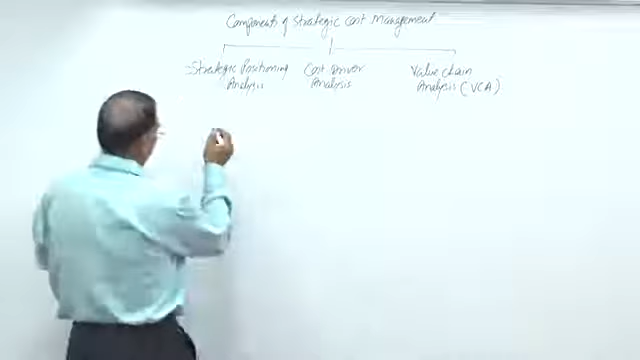 Components of Strategic Cost Management
Strategic Positioning
Analysis
Cost Driver
Analysis
Value Chain
Analysis (VCA)